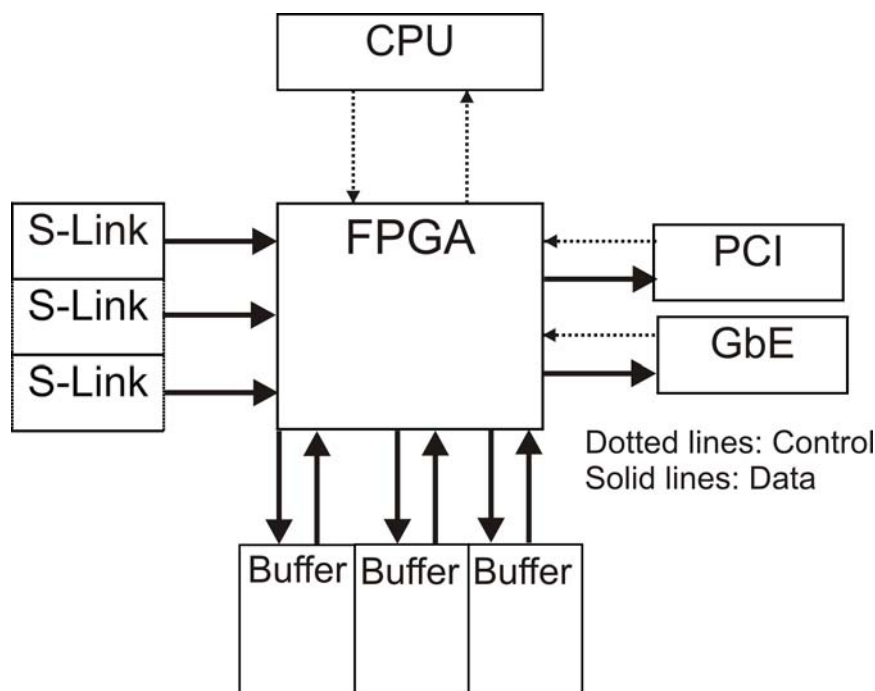 CPU
S-Link
S-Link
S-Link
FPGA
PCI
GbE
Dotted lines: Control
Solid lines: Data
Buffer
Buffer
Buffer